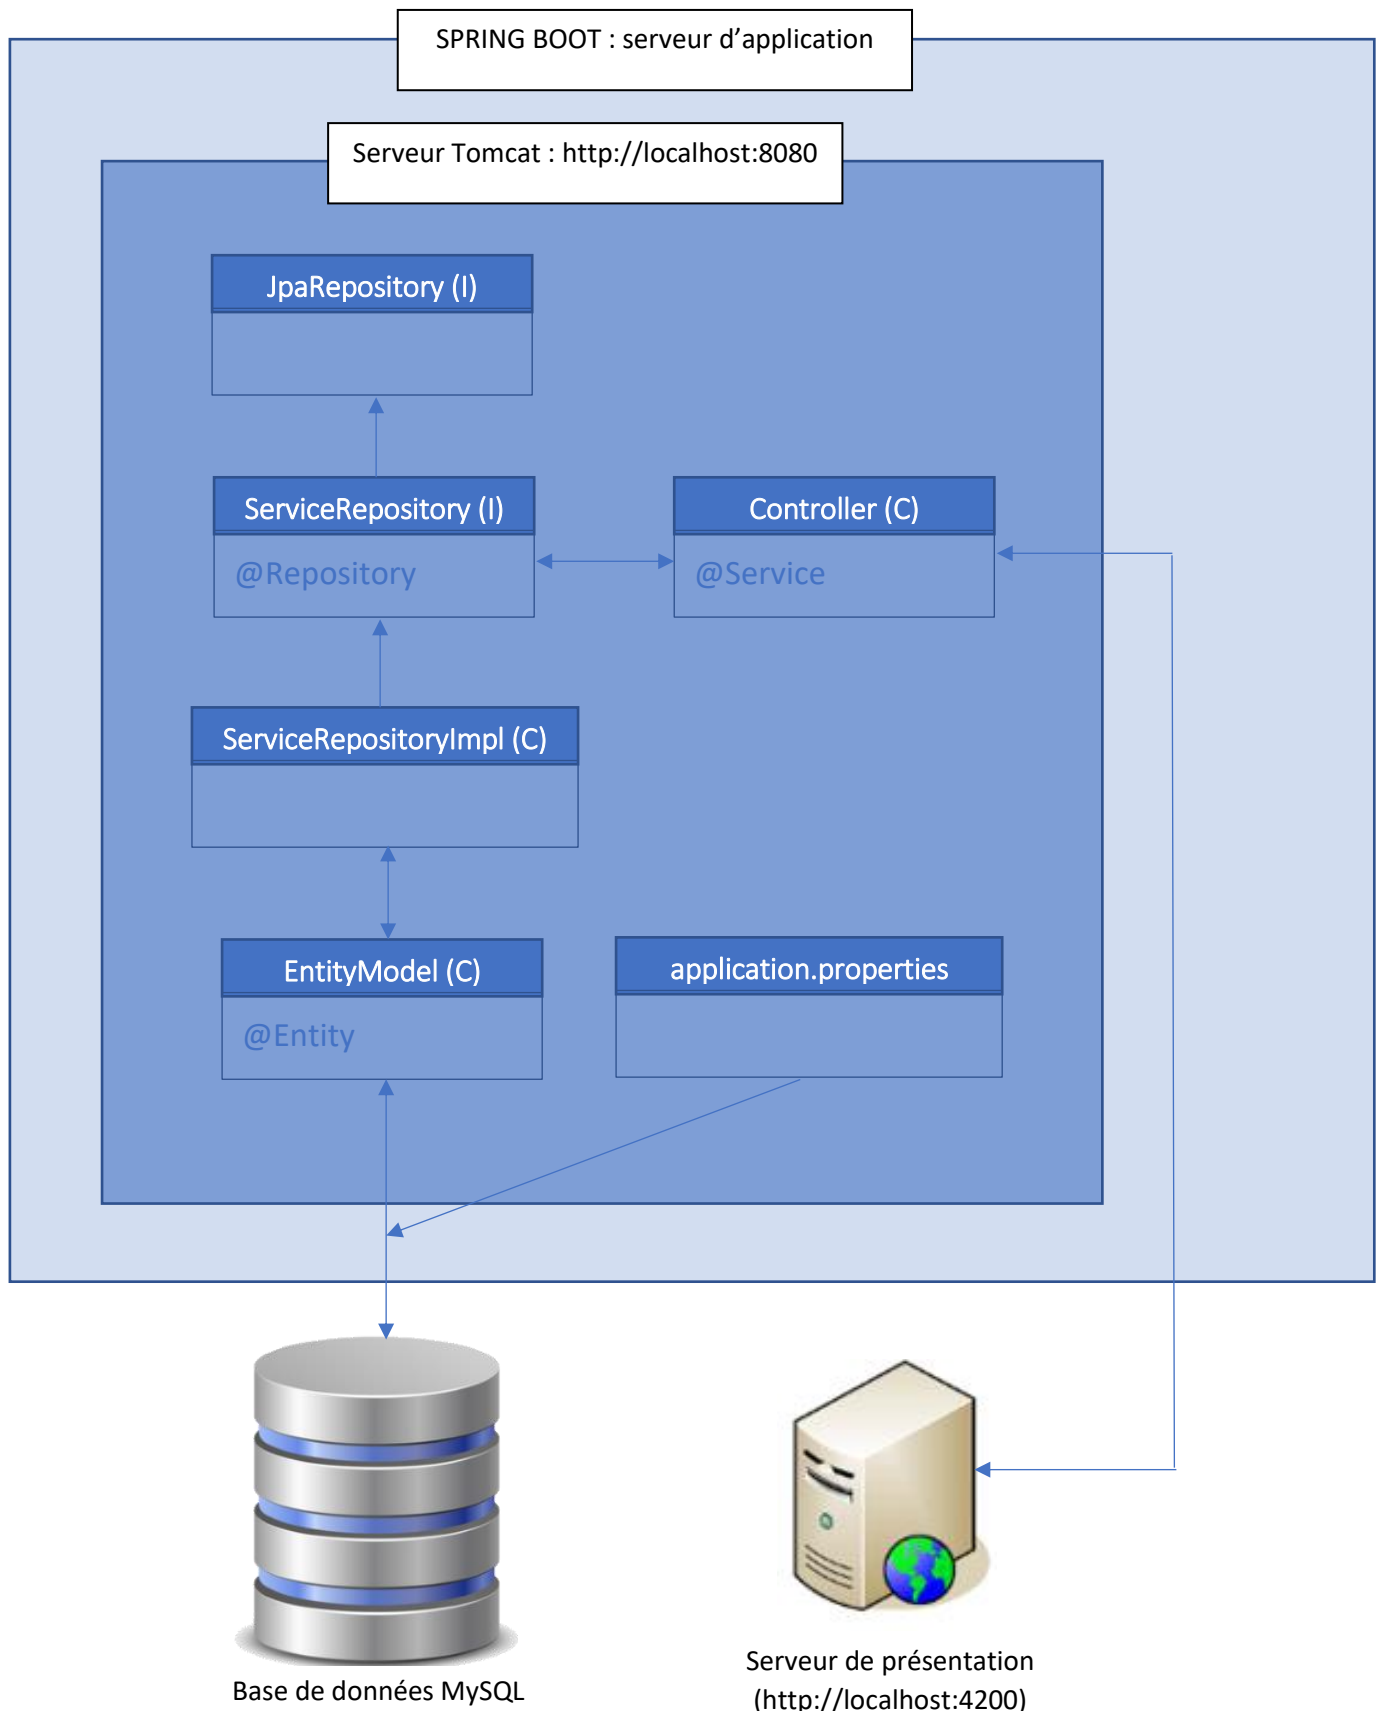 SPRING BOOT : serveur d’application
Serveur Tomcat : http://localhost:8080
JpaRepository (I)
ServiceRepository (I)
@Repository
Controller (C)
@Service
ServiceRepositoryImpl (C)
EntityModel (C)
@Entity
application.properties
Base de données MySQL
Serveur de présentation
(http://localhost:4200)